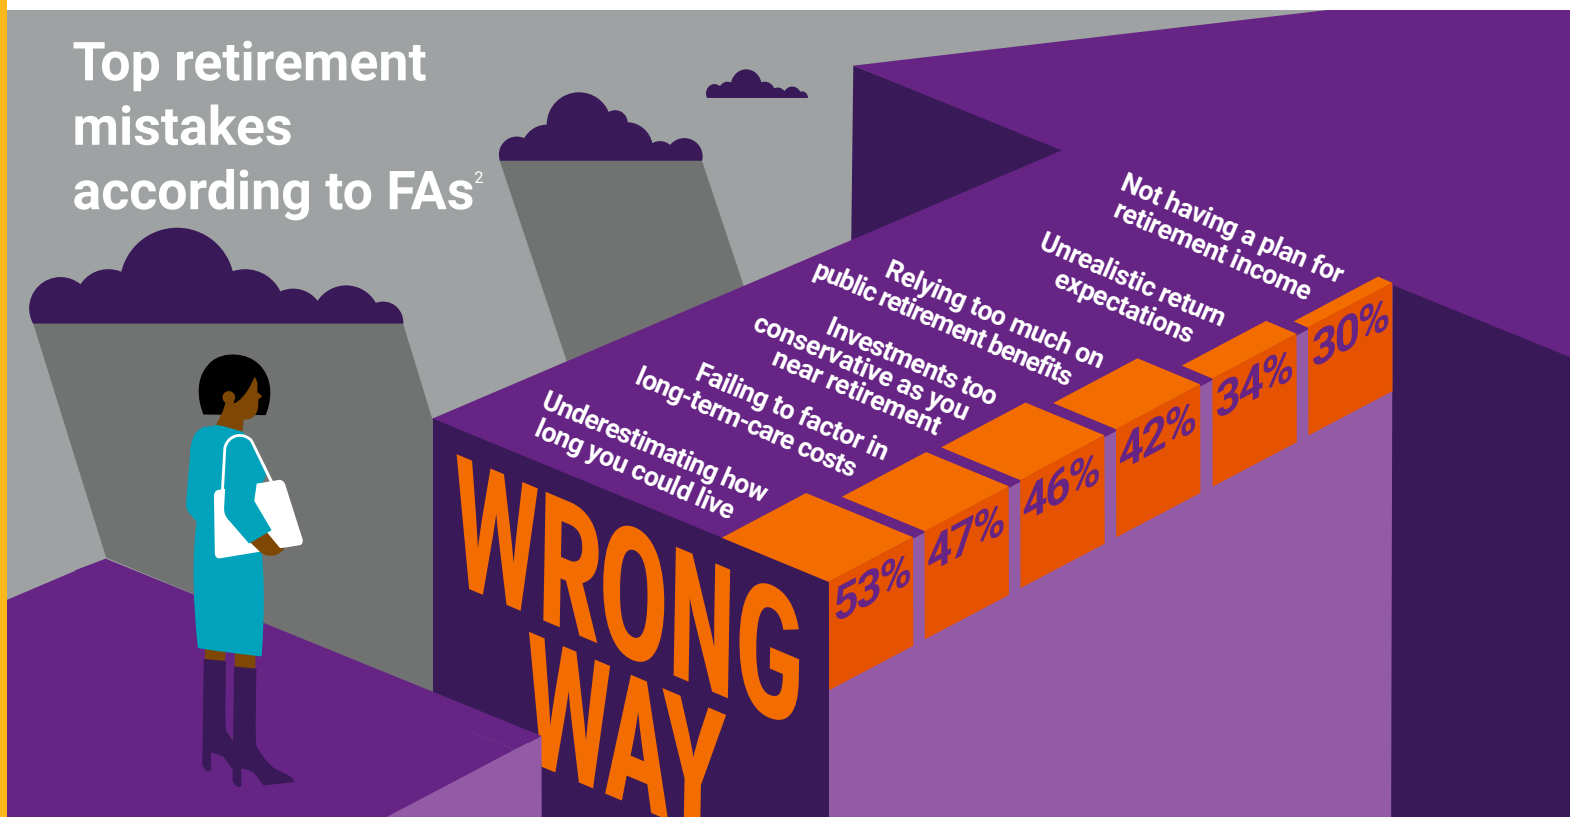 Top retirement
mistakes
according to FAs2
Not having a plan for
retirement income
30%
Unrealistic return
expectations
34%
Relying too much on
public retirement benefits
42%
Investments too
conservative as you
near retirement
46%
Failing to factor in
long-term-care costs
47%
Underestimating how
long you could live
53%
WRONG
WAY